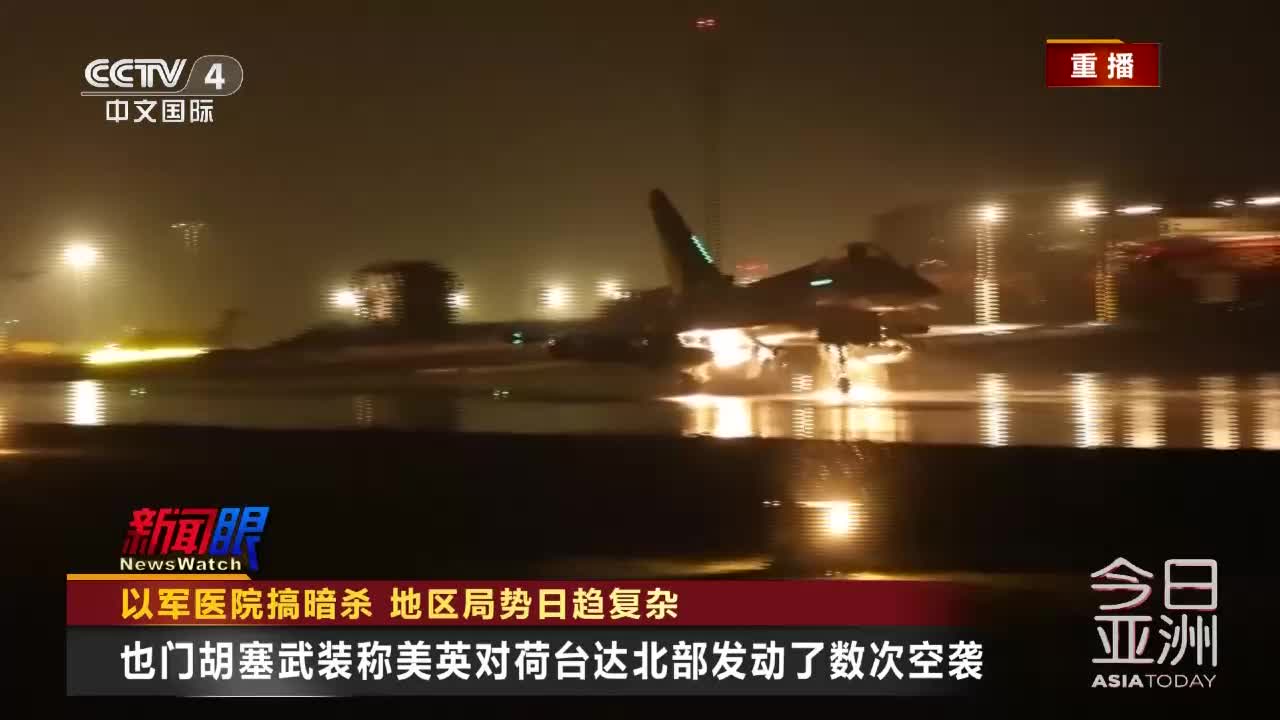 CCTV 4
中文国际
重播
新闻眼
NewsWatch
以军医院搞暗杀 地区局势日趋复杂
也门胡塞武装称美英对荷台达北部发动了数次空袭
今日
亚洲
ASIA TODAY